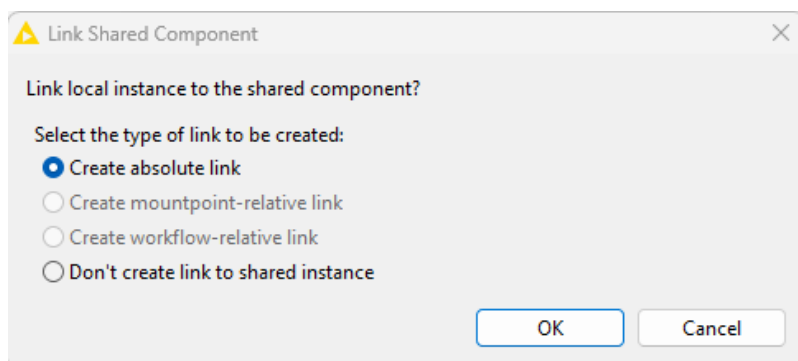 Link Shared Component
Link local instance to the shared component?
Select the type of link to be created:
Create absolute link
Create mountpoint-relative link
Create workflow-relative link
Don't create link to shared instance
OK Cancel